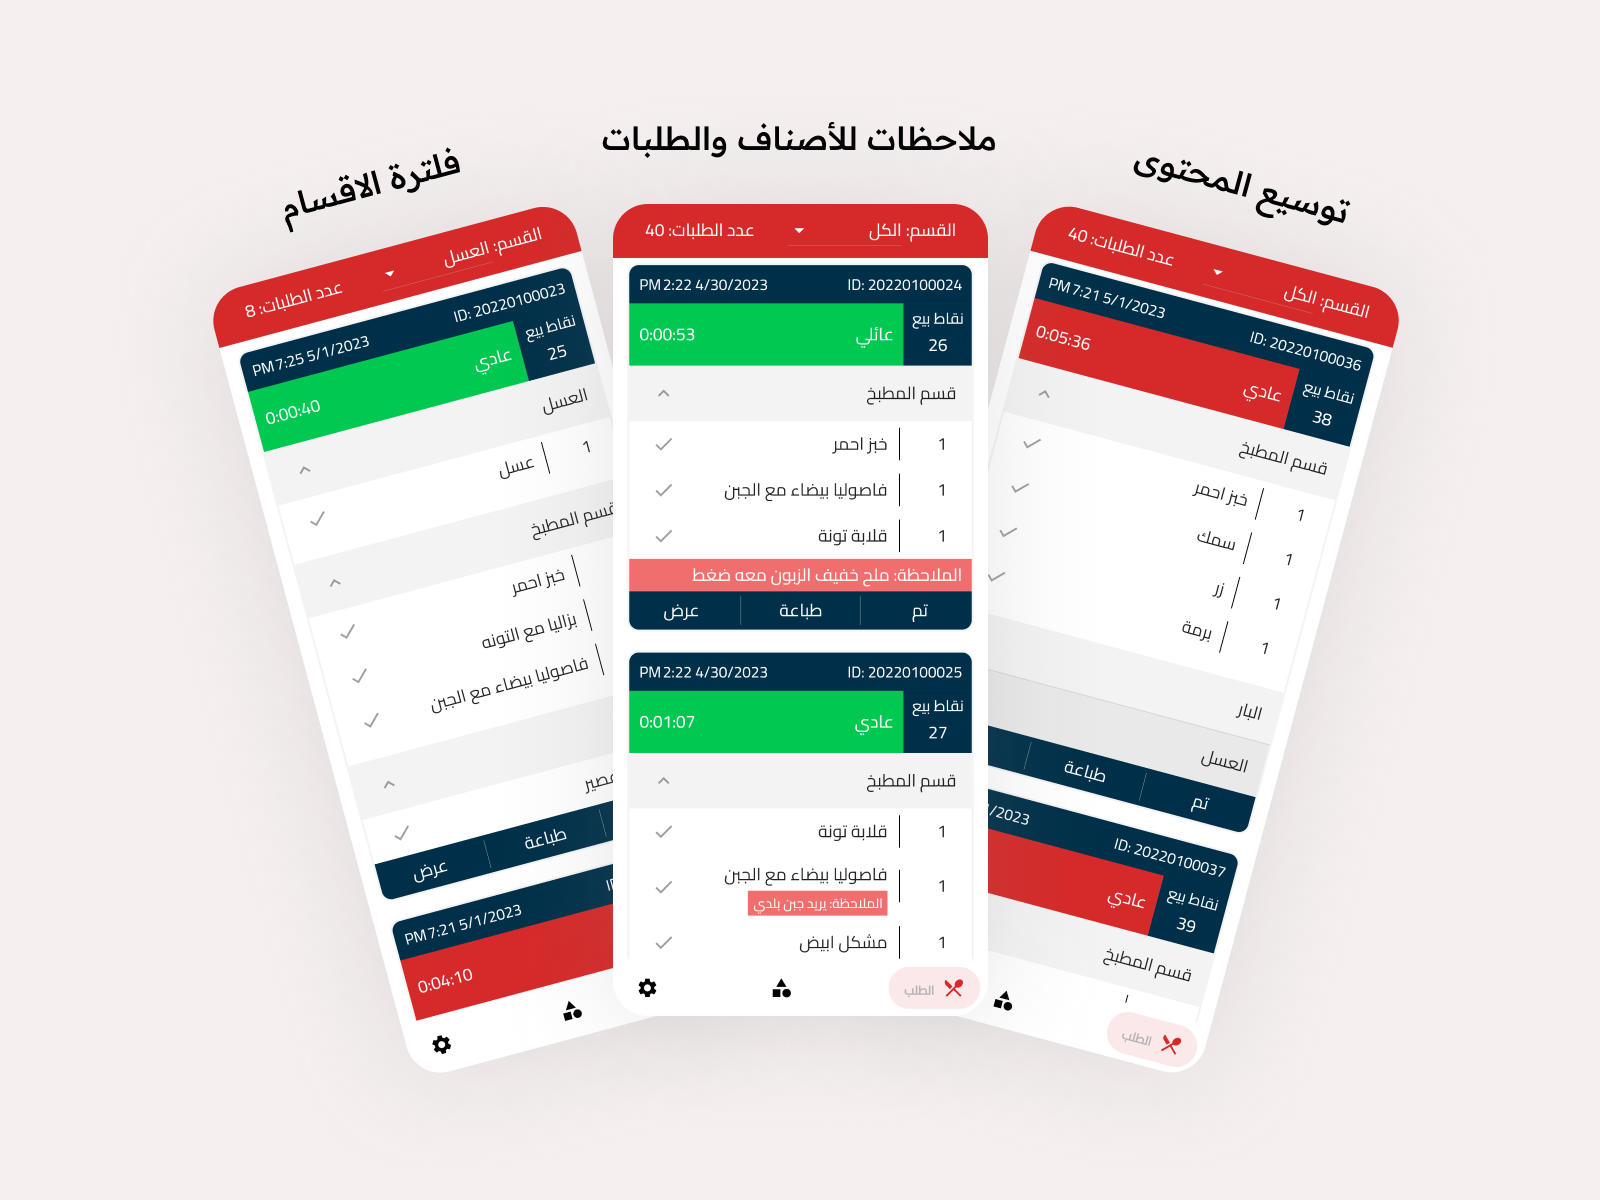 ملاحظات للأصناف والطلبات
توسيع المحتوى
فلترة الاقسام
القسم: الكل
عدد الطلبات: 40
ID: 20220100036
PM 7:21 5/1/2023
نقاط بيع
38
عادي
0:05:36
قسم المطبخ
1 خبز احمر
1 سمك
1 زر
1 برمة
البار
العسل
تم
طباعة
ID: 20220100037
/2023
نقاط بيع
39
عادي
قسم المطبخ
الطلب
القسم: الكل
عدد الطلبات: 40
ID: 20220100024
PM 2:22 4/30/2023
نقاط بيع
26
عائلي
0:00:53
قسم المطبخ
1 خبز احمر
1 فاصوليا بيضاء مع الجبن
1 قلابة تونة
الملاحظة: ملح خفيف الزبون معه ضغط
تم
طباعة
عرض
ID: 20220100025
PM 2:22 4/30/2023
نقاط بيع
27
عادي
0:01:07
قسم المطبخ
1 قلابة تونة
1 فاصوليا بيضاء مع الجبن
الملاحظة: يريد جبن بلدي
1 مشكل ابيض
الطلب
القسم: العسل
عدد الطلبات: 8
ID: 20220100023
PM 7:25 5/1/2023
نقاط بيع
25
عادي
0:00:40
العسل
1 عسل
قسم المطبخ
خبز احمر
بزاليا مع التونه
فاصوليا بيضاء مع الجبن
طباعة
عرض
PM 7:21 5/1/2023
0:04:10